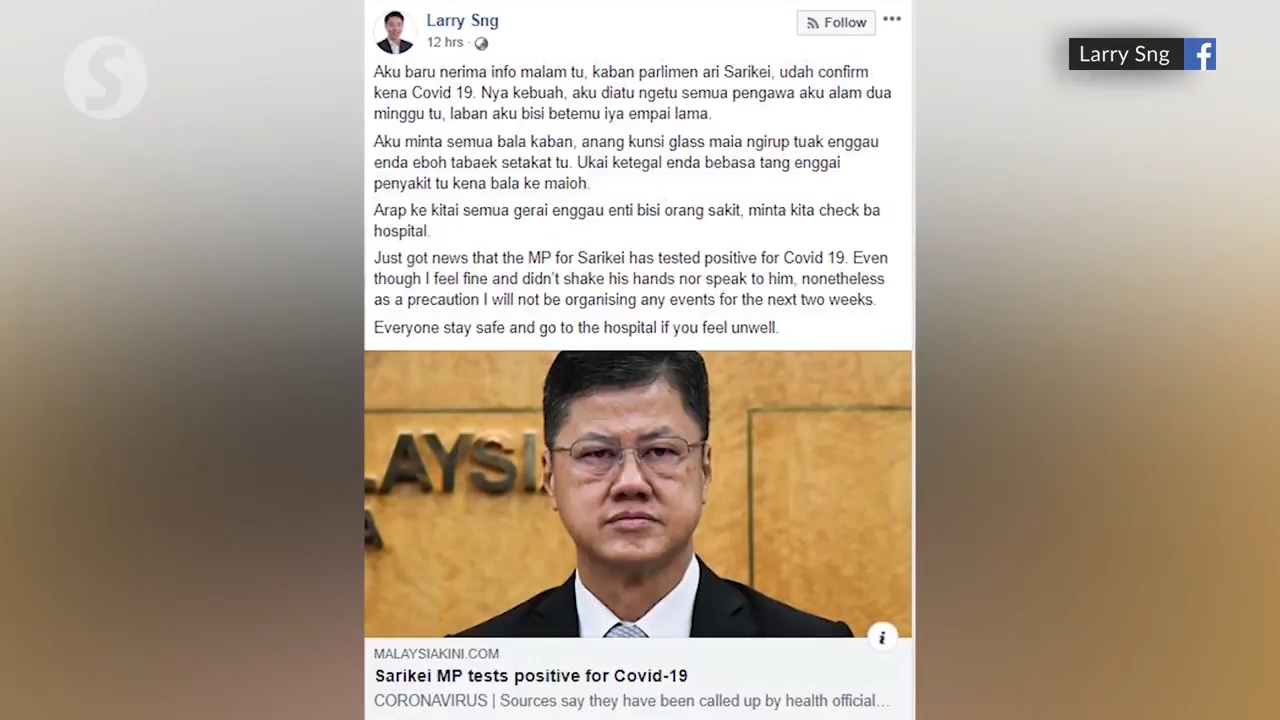 Larry Sng
12 hrs ·
Follow
Larry Sng
Aku baru nerima info malam tu, kaban parlimen ari Sarikei, udah confirm
kena Covid 19. Nya kebuah, aku diatu ngetu semua pengawa aku alam dua
minggu tu, laban aku bisi betemu iya empai lama.
Aku minta semua bala kaban, anang kunsi glass maia ngirup tuak enggau
enda eboh tabaek setakat tu. Ukai ketegal enda bebasa tang enggai
penyakit tu kena bala ke maioh.
Arap ke kitai semua gerai enggau enti bisi orang sakit, minta kita check ba
hospital.
Just got news that the MP for Sarikei has tested positive for Covid 19. Even
though I feel fine and didn't shake his hands nor speak to him, nonetheless
as a precaution I will not be organising any events for the next two weeks.
Everyone stay safe and go to the hospital if you feel unwell.
LAYSI
A
MALAYSIAKINI.COM
Sarikei MP tests positive for Covid-19
CORONAVIRUS | Sources say they have been called up by health official...